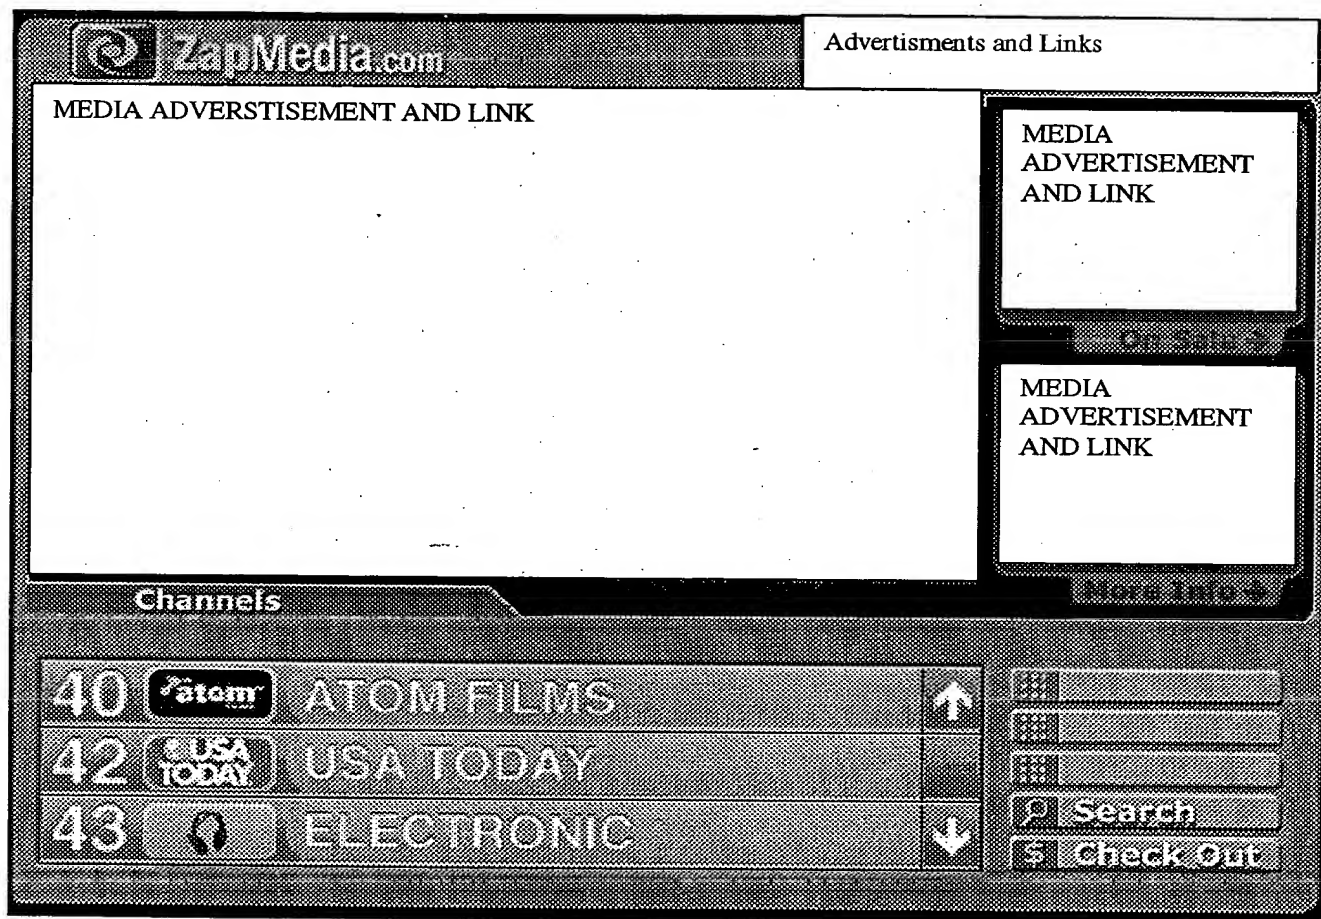 ZapMedia.com
Advertisments and Links
MEDIA ADVERSTISEMENT AND LINK
MEDIA
ADVERTISEMENT
AND LINK
On Sale
MEDIA
ADVERTISEMENT
AND LINK
More Info
Channels
40 atom ATOM FILMS
42 USA TODAY USA TODAY
43 ELECTRONIC
Search
$ Check Out